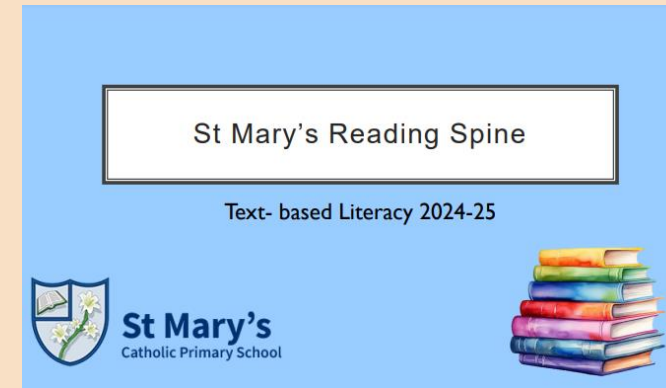 St Mary's Reading Spine
Text- based Literacy 2024-25
St Mary's
Catholic Primary School